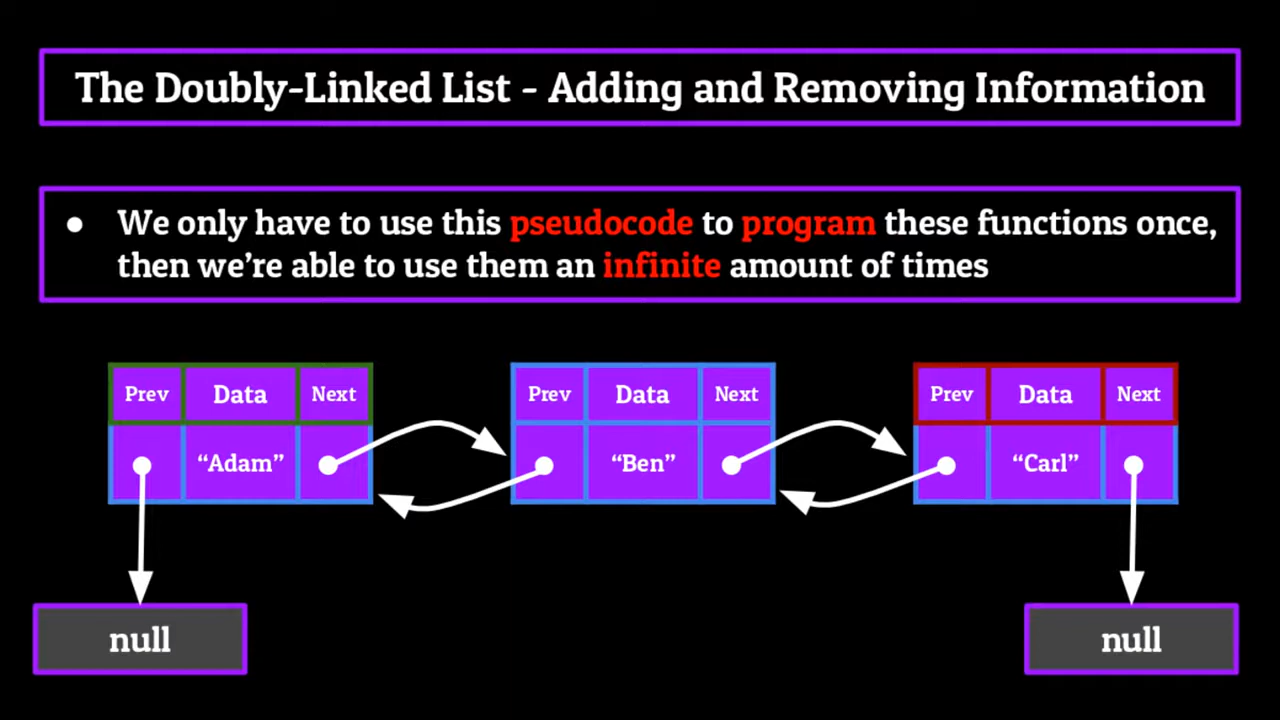 The Doubly-Linked List - Adding and Removing Information
● We only have to use this pseudocode to program these functions once,
then we’re able to use them an infinite amount of times
Prev Data Next
“Adam”
Prev Data Next
“Ben”
Prev Data Next
“Carl”
null
null